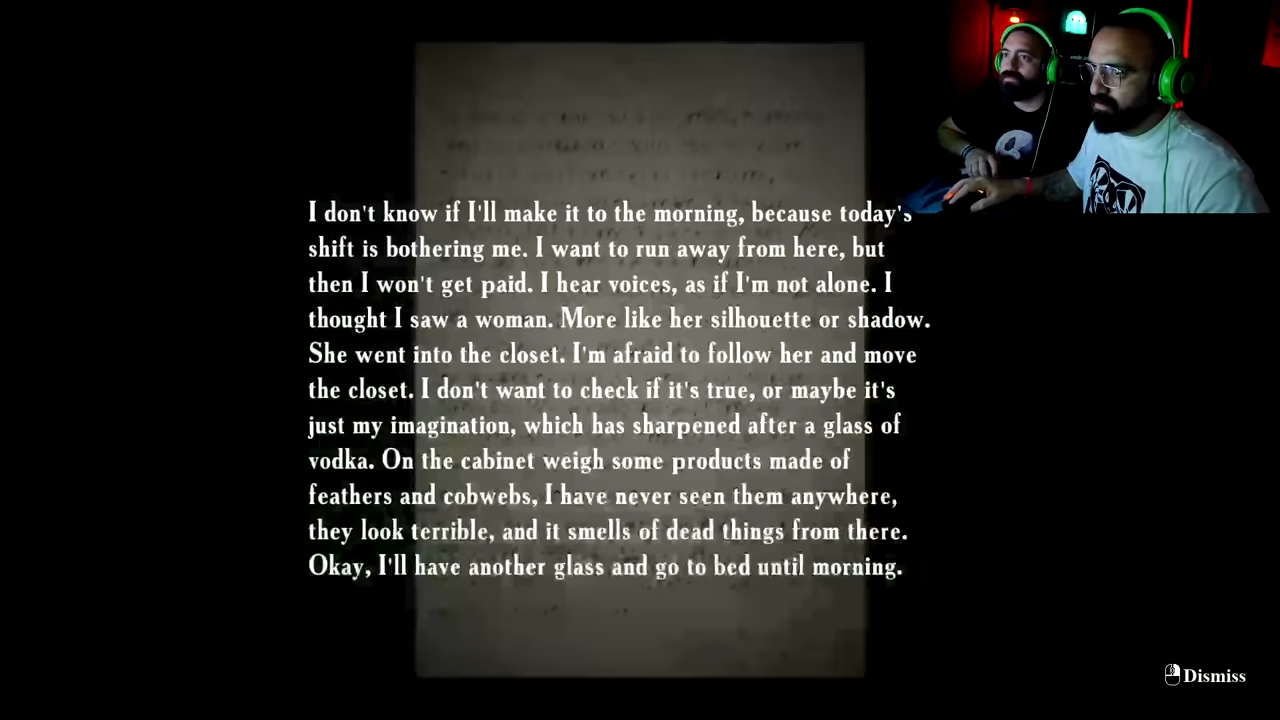 I don't know if I'll make it to the morning, because today's
shift is bothering me. I want to run away from here, but
then I won't get paid. I hear voices, as if I'm not alone. I
thought I saw a woman. More like her silhouette or shadow.
She went into the closet. I'm afraid to follow her and move
the closet. I don't want to check if it's true, or maybe it's
just my imagination, which has sharpened after a glass of
vodka. On the cabinet weigh some products made of
feathers and cobwebs, I have never seen them anywhere,
they look terrible, and it smells of dead things from there.
Okay, I'll have another glass and go to bed until morning.
Dismiss